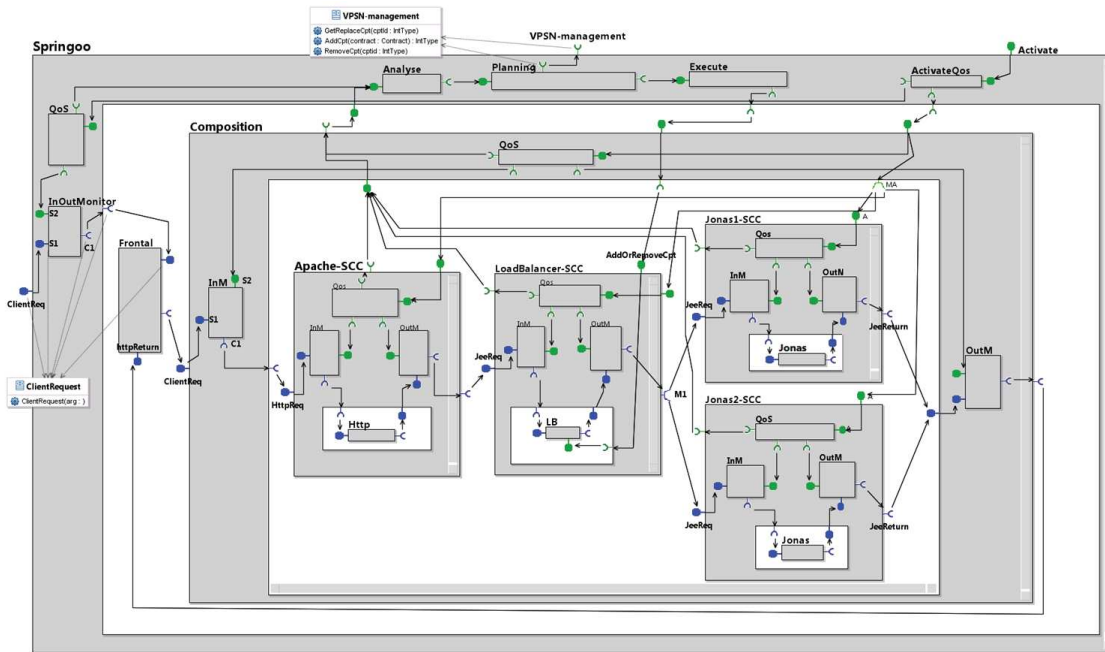 VPSN-management
GetReplaceCpt(cptId : IntType)
AddCpt(contract : Contract) : IntType
RemoveCpt(cptId : IntType)
VPSN-management
Springoo
Activate
Analyse
Planning
Execute
ActivateQos
QoS
Composition
QoS
MA
InOutMonitor
S2
S1
C1
ClientReq
Frontal
httpReturn
ClientReq
ClientRequest
ClientRequest(arg : )
InM
S2
S1
C1
HttpReq
Apache-SCC
Qos
InM
OutM
Http
JeeReq
LoadBalancer-SCC
Qos
InM
OutM
LB
AddOrRemoveCpt
M1
Jonas1-SCC
A
Qos
InM
OutM
JeeReq
Jonas
JeeReturn
OutM
Jonas2-SCC
A
QoS
InM
OutM
JeeReq
Jonas
JeeReturn